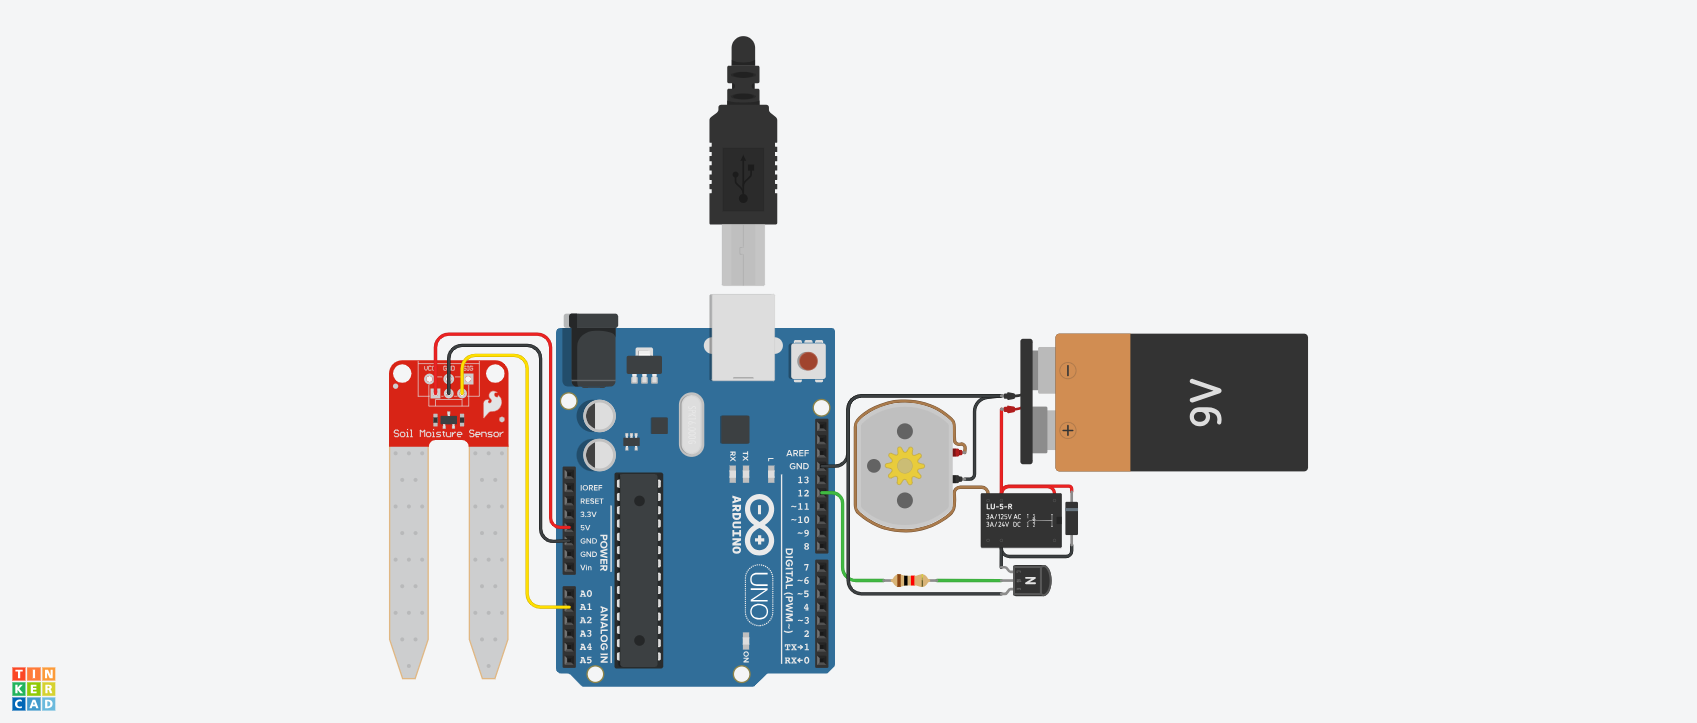 VCC GND SIG
Soil Moisture Sensor
IOREF
RESET
3.3V
5V
GND
GND
Vin
POWER
A0
A1
A2
A3
A4
A5
ANALOG IN
RX
TX
L
ARDUINO
UNO
ON
AREF
GND
13
12
~11
~10
~9
8
7
~6
~5
4
~3
2
TX→1
RX←0
DIGITAL (PWM~)
LU-5-R
3A/125V AC
3A/24V DC
N
9V
TIN
KER
CAD